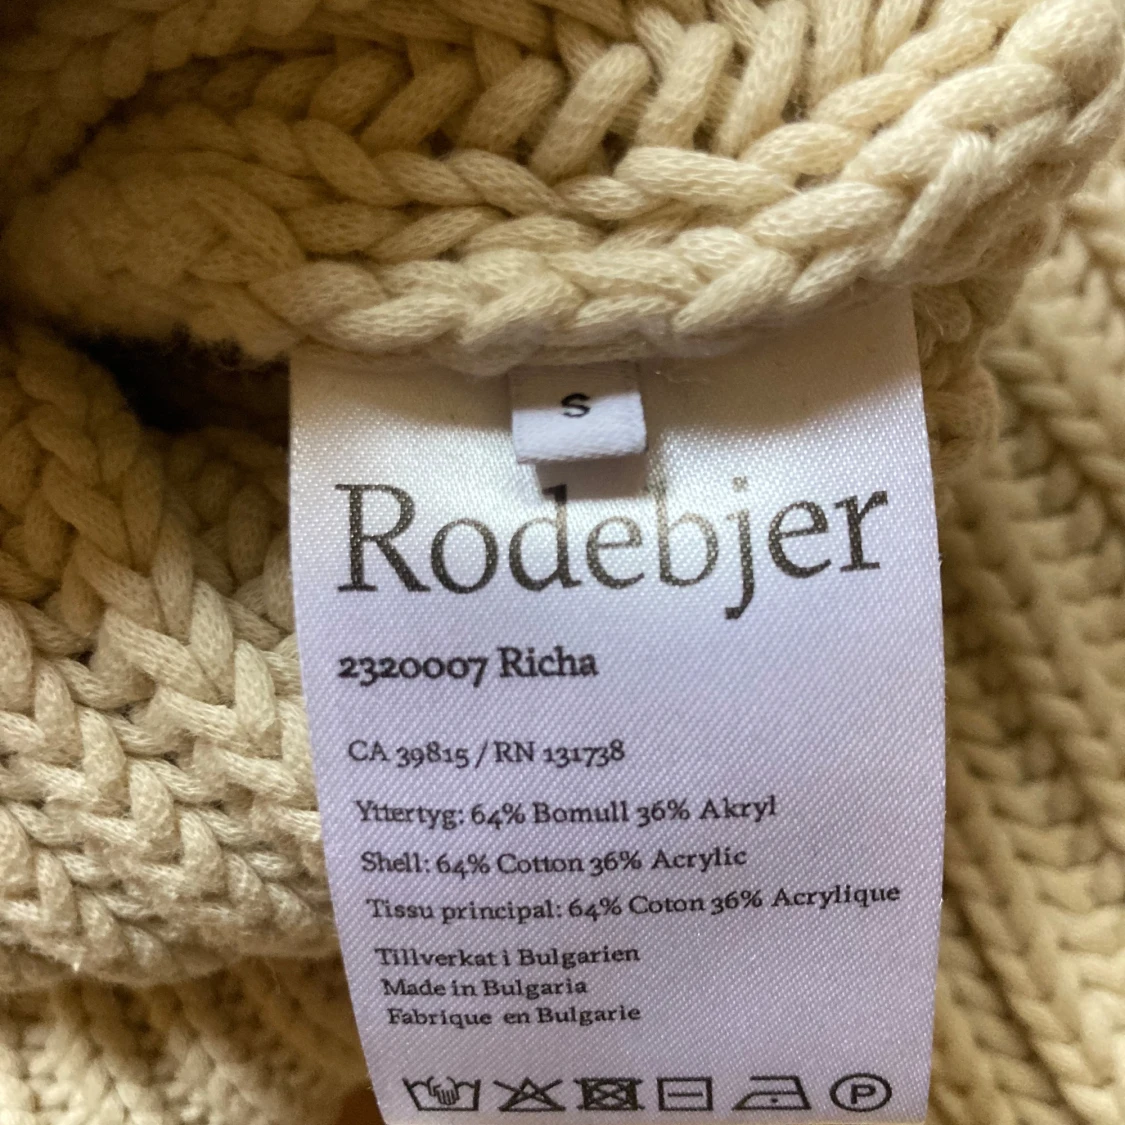 S
Rodebjer
2320007 Richa
CA 39815 / RN 131738
Yttertyg: 64% Bomull 36% Akryl
Shell: 64% Cotton 36% Acrylic
Tissu principal: 64% Coton 36% Acrylique
Tillverkat i Bulgarien
Made in Bulgaria
Fabrique en Bulgarie
P